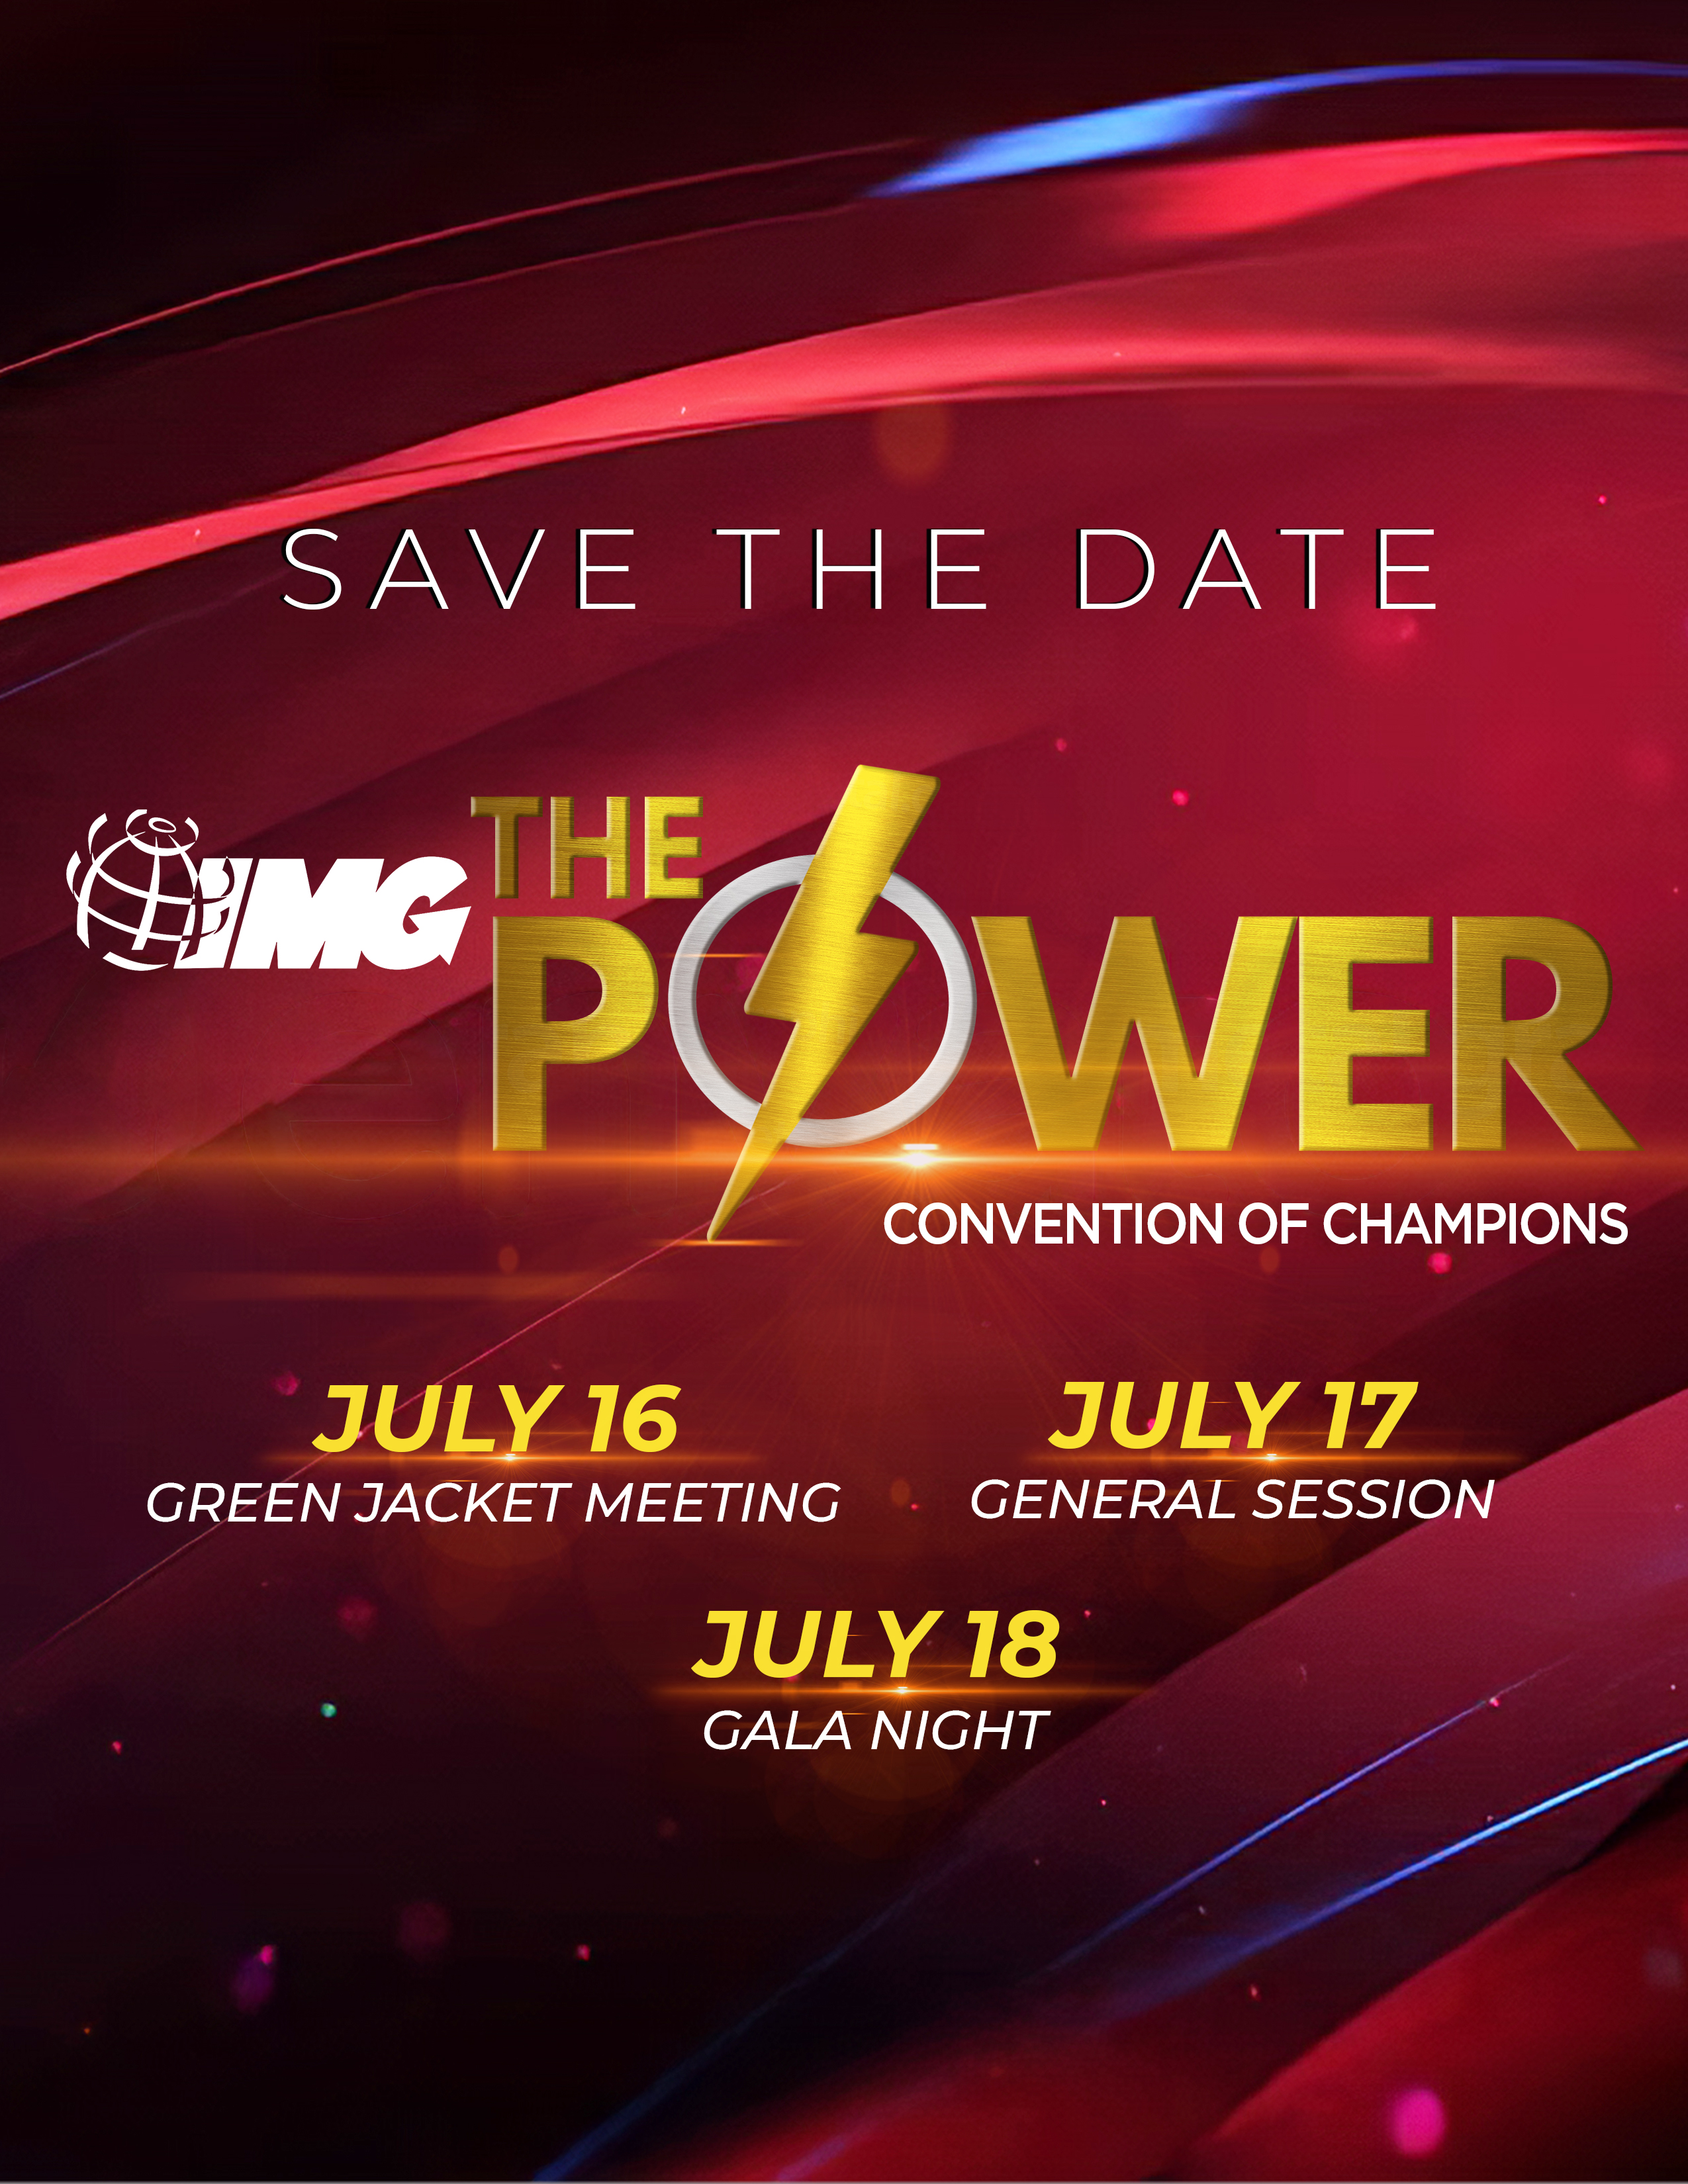 SAVE THE DATE
IMG
THE
POWER
CONVENTION OF CHAMPIONS
JULY 16
GREEN JACKET MEETING
JULY 17
GENERAL SESSION
JULY 18
GALA NIGHT